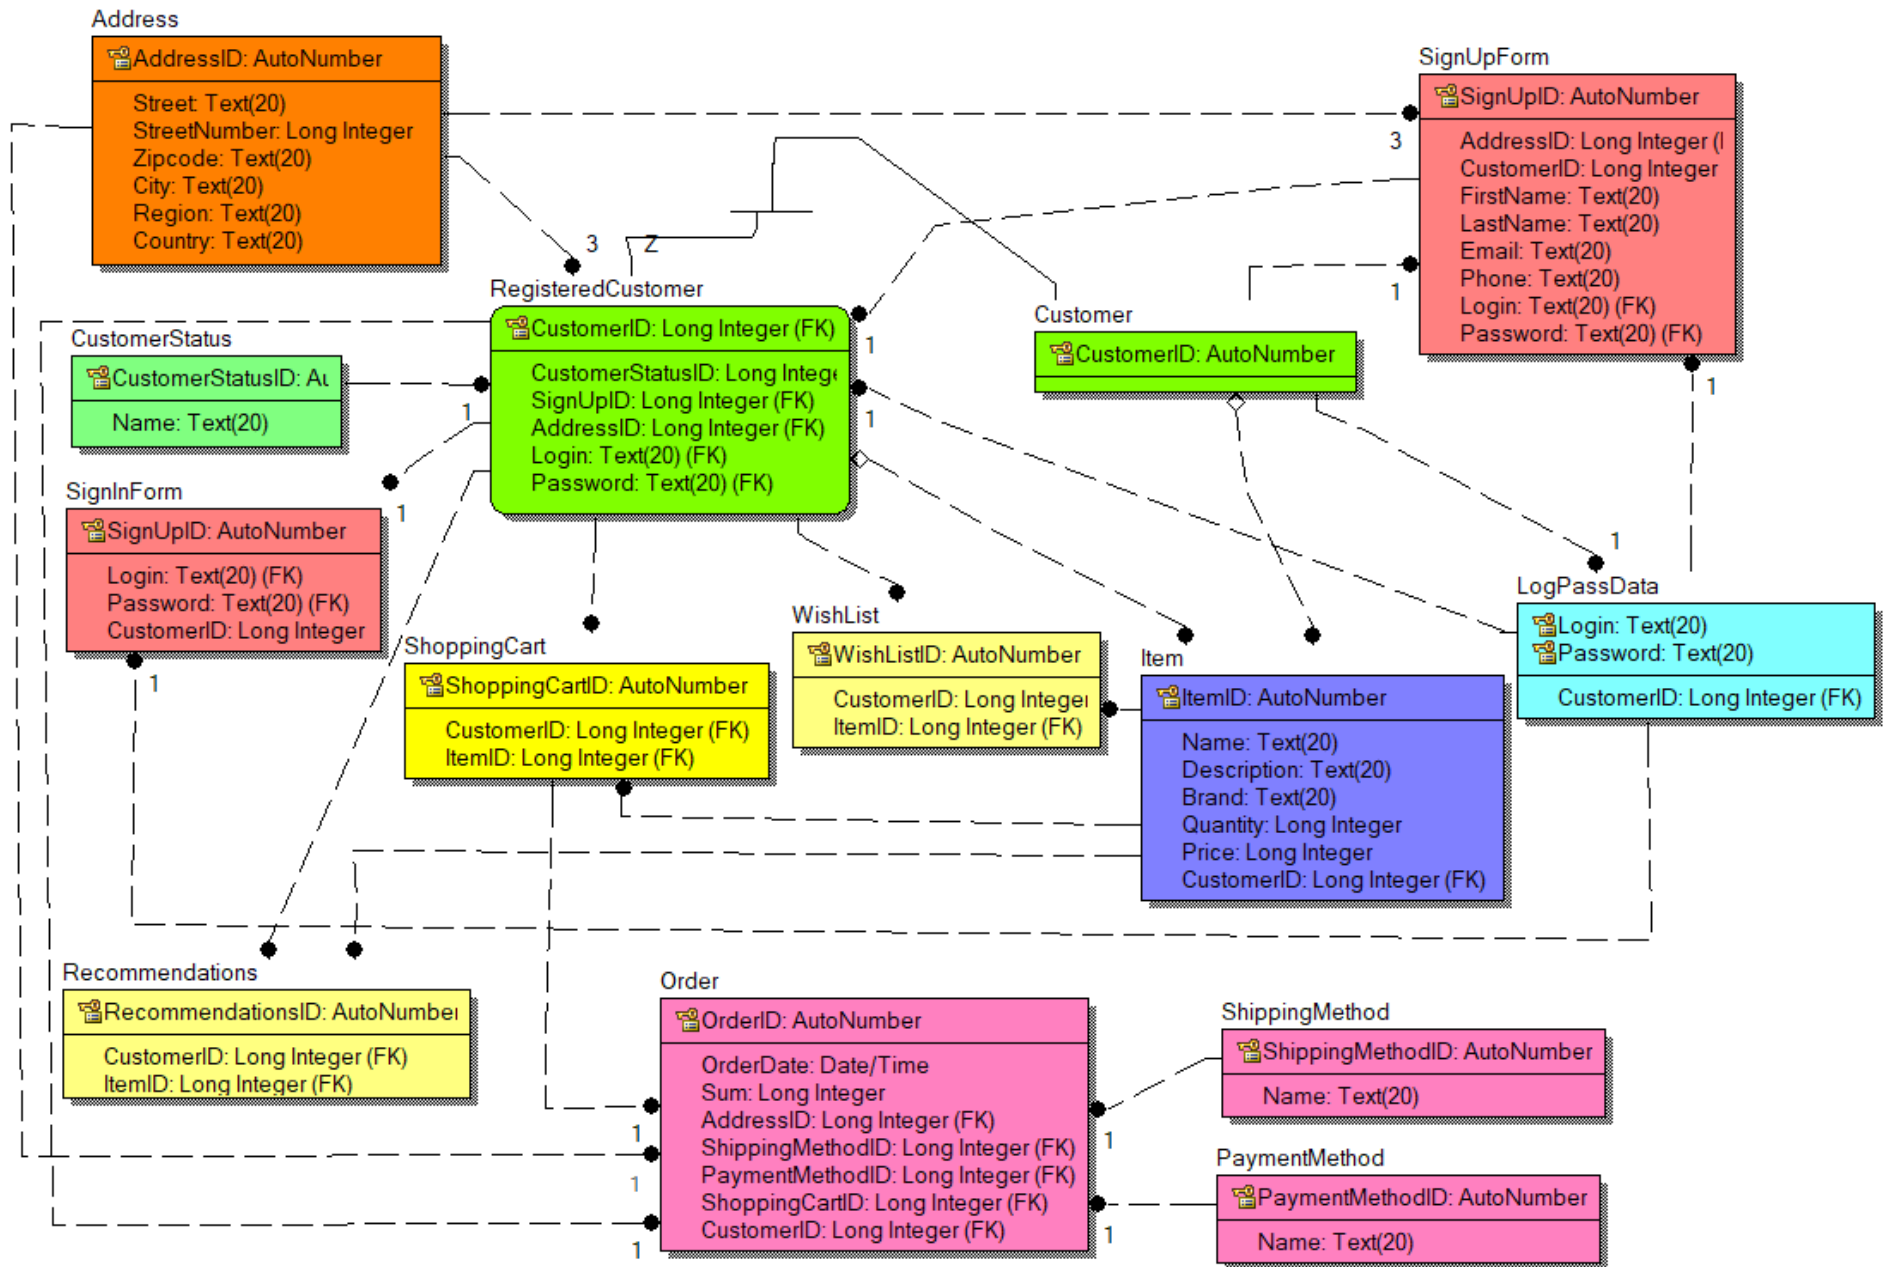 Address
AddressID: AutoNumber
Street: Text(20)
StreetNumber: Long Integer
Zipcode: Text(20)
City: Text(20)
Region: Text(20)
Country: Text(20)
SignUpForm
SignUpID: AutoNumber
AddressID: Long Integer (
CustomerID: Long Integer
FirstName: Text(20)
LastName: Text(20)
Email: Text(20)
Phone: Text(20)
Login: Text(20) (FK)
Password: Text(20) (FK)
3
3
Z
1
1
1
RegisteredCustomer
CustomerID: Long Integer (FK)
CustomerStatusID: Long Intege
SignUpID: Long Integer (FK)
AddressID: Long Integer (FK)
Login: Text(20) (FK)
Password: Text(20) (FK)
Customer
CustomerID: AutoNumber
CustomerStatus
CustomerStatusID: Au
Name: Text(20)
1
1
1
1
SignInForm
SignUpID: AutoNumber
Login: Text(20) (FK)
Password: Text(20) (FK)
CustomerID: Long Integer
1
ShoppingCart
ShoppingCartID: AutoNumber
CustomerID: Long Integer (FK)
ItemID: Long Integer (FK)
WishList
WishListID: AutoNumber
CustomerID: Long Integer
ItemID: Long Integer (FK)
Item
ItemID: AutoNumber
Name: Text(20)
Description: Text(20)
Brand: Text(20)
Quantity: Long Integer
Price: Long Integer
CustomerID: Long Integer (FK)
LogPassData
Login: Text(20)
Password: Text(20)
CustomerID: Long Integer (FK)
Recommendations
RecommendationsID: AutoNumber
CustomerID: Long Integer (FK)
ItemID: Long Integer (FK)
Order
OrderID: AutoNumber
OrderDate: Date/Time
Sum: Long Integer
AddressID: Long Integer (FK)
ShippingMethodID: Long Integer (FK)
PaymentMethodID: Long Integer (FK)
ShoppingCartID: Long Integer (FK)
CustomerID: Long Integer (FK)
1
1
1
1
1
ShippingMethod
ShippingMethodID: AutoNumber
Name: Text(20)
PaymentMethod
PaymentMethodID: AutoNumber
Name: Text(20)